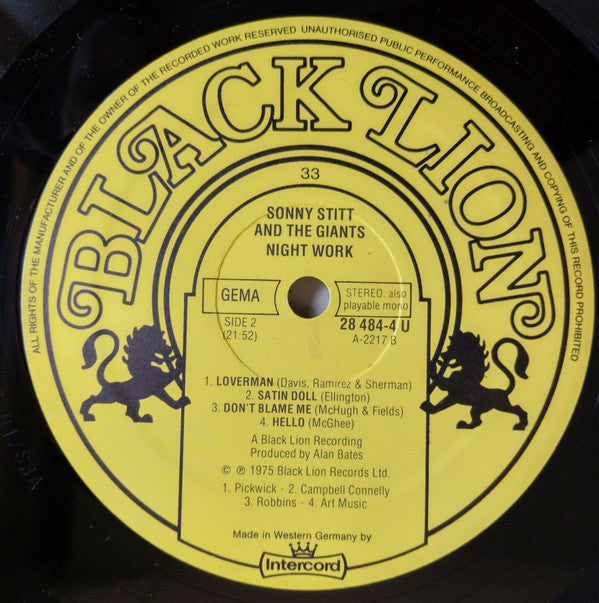 ALL RIGHTS OF THE MANUFACTURER AND OF THE OWNER OF THE RECORDED WORK RESERVED UNAUTHORISED PUBLIC PERFORMANCE BROADCASTING AND COPYING OF THIS RECORD PROHIBITED
BLACK LION
33
SONNY STITT
AND THE GIANTS
NIGHT WORK
GEMA
STEREO, also
playable mono
SIDE 2
(21:52)
28 484-4 U
A-2217 B
1. LOVERMAN (Davis, Ramirez & Sherman)
2. SATIN DOLL (Ellington)
3. DON'T BLAME ME (McHugh & Fields)
4. HELLO (McGhee)
A Black Lion Recording
Produced by Alan Bates
© ℗ 1975 Black Lion Records Ltd.
1. Pickwick · 2. Campbell Connelly
3. Robbins · 4. Art Music
Made in Western Germany by
Intercord